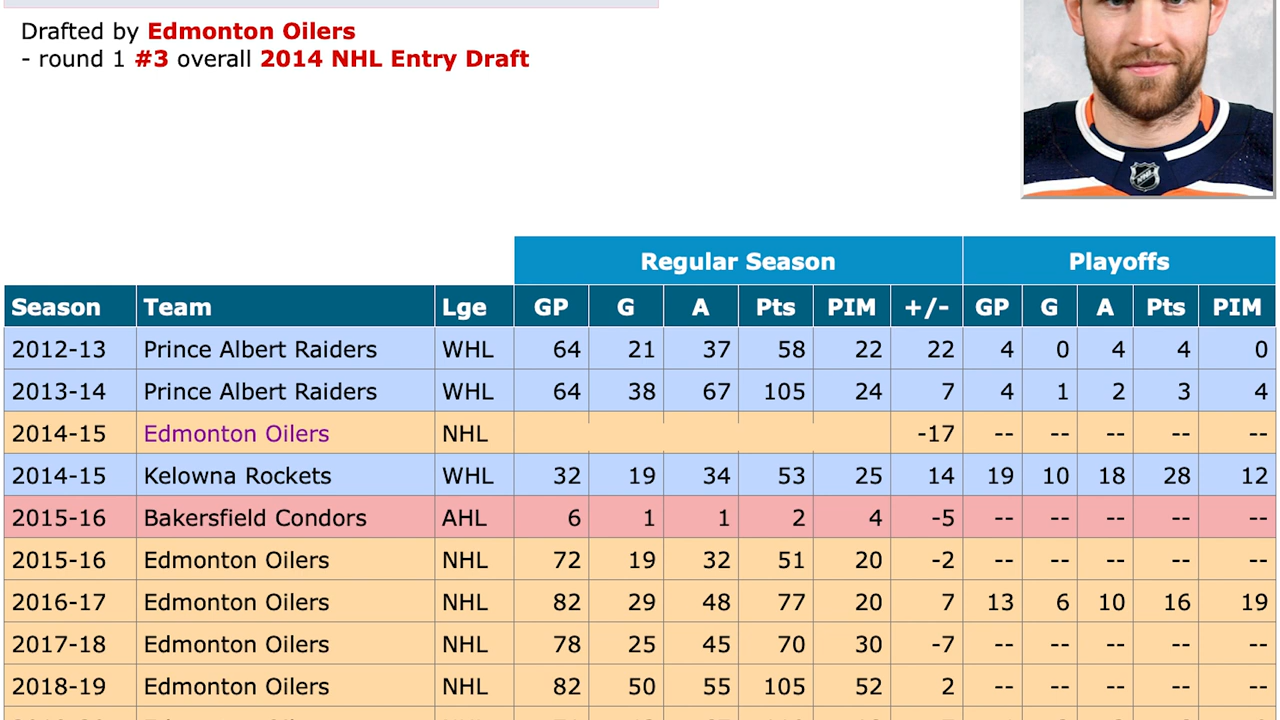 Drafted by Edmonton Oilers
- round 1 #3 overall 2014 NHL Entry Draft
Regular Season Playoffs
Season Team Lge GP G A Pts PIM +/- GP G A Pts PIM
2012-13 Prince Albert Raiders WHL 64 21 37 58 22 22 4 0 4 4 0
2013-14 Prince Albert Raiders WHL 64 38 67 105 24 7 4 1 2 3 4
2014-15 Edmonton Oilers NHL -17 -- -- -- -- --
2014-15 Kelowna Rockets WHL 32 19 34 53 25 14 19 10 18 28 12
2015-16 Bakersfield Condors AHL 6 1 1 2 4 -5 -- -- -- -- --
2015-16 Edmonton Oilers NHL 72 19 32 51 20 -2 -- -- -- -- --
2016-17 Edmonton Oilers NHL 82 29 48 77 20 7 13 6 10 16 19
2017-18 Edmonton Oilers NHL 78 25 45 70 30 -7 -- -- -- -- --
2018-19 Edmonton Oilers NHL 82 50 55 105 52 2 -- -- -- -- --